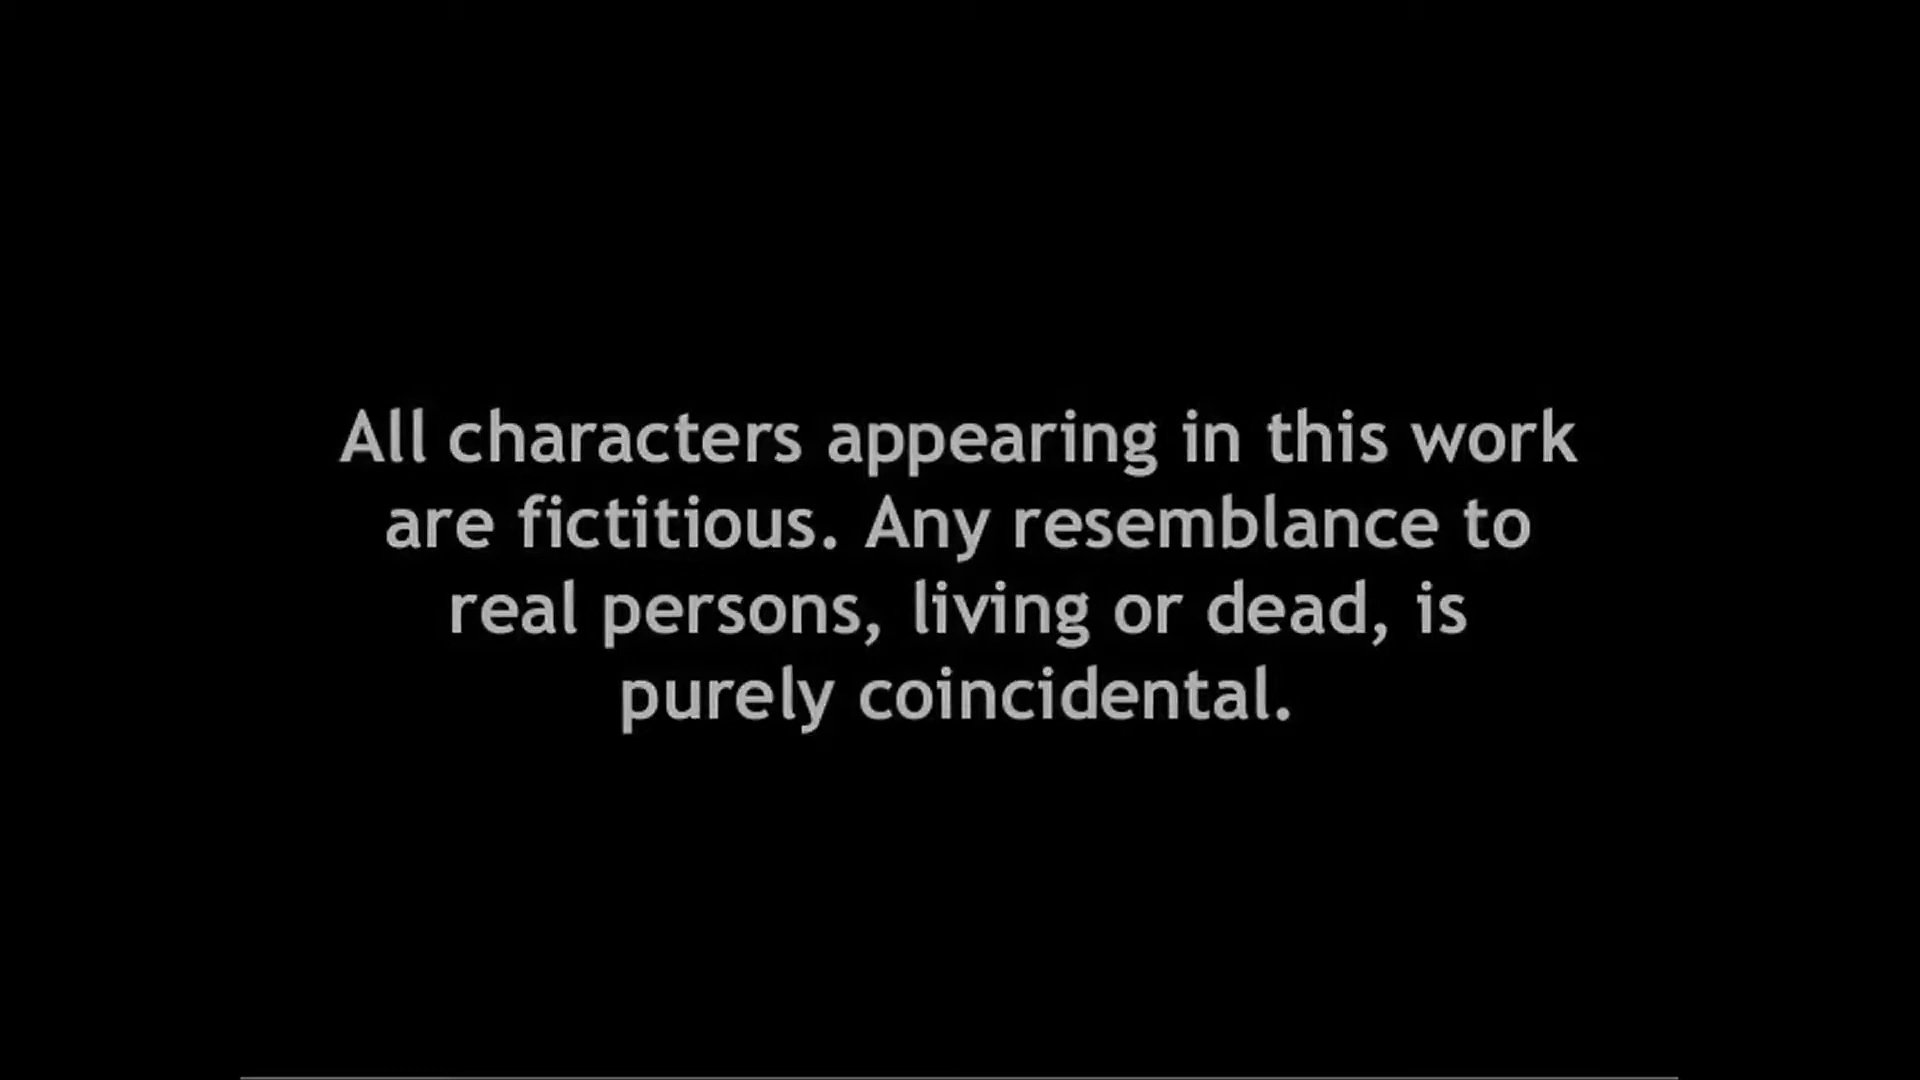 All characters appearing in this work
are fictitious. Any resemblance to
real persons, living or dead, is
purely coincidental.